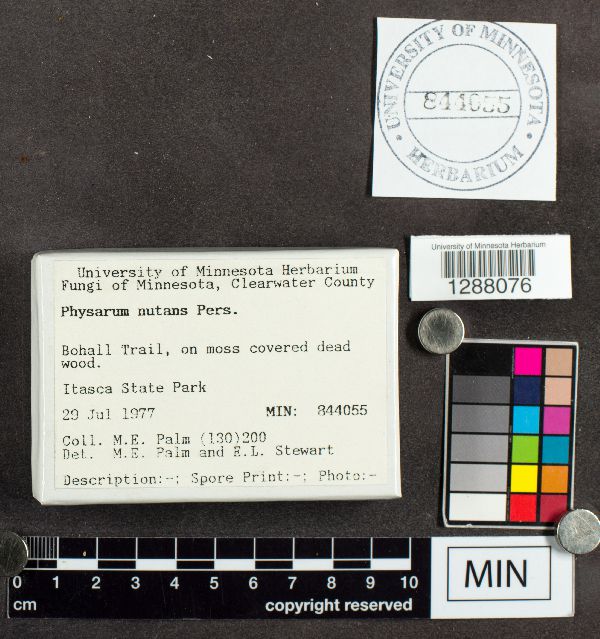 UNIVERSITY OF MINNESOTA
844055
HERBARIUM
University of Minnesota Herbarium
1288076
University of Minnesota Herbarium
Fungi of Minnesota, Clearwater County
Physarum nutans Pers.
Bohall Trail, on moss covered dead
wood.
Itasca State Park
29 Jul 1977 MIN: 844055
Coll. M.E. Palm (130)200
Det. M.E. Palm and E.L. Stewart
Description:-; Spore Print:-; Photo:-
0 1 2 3 4 5 6 7 8 9 10
cm copyright reserved
MIN